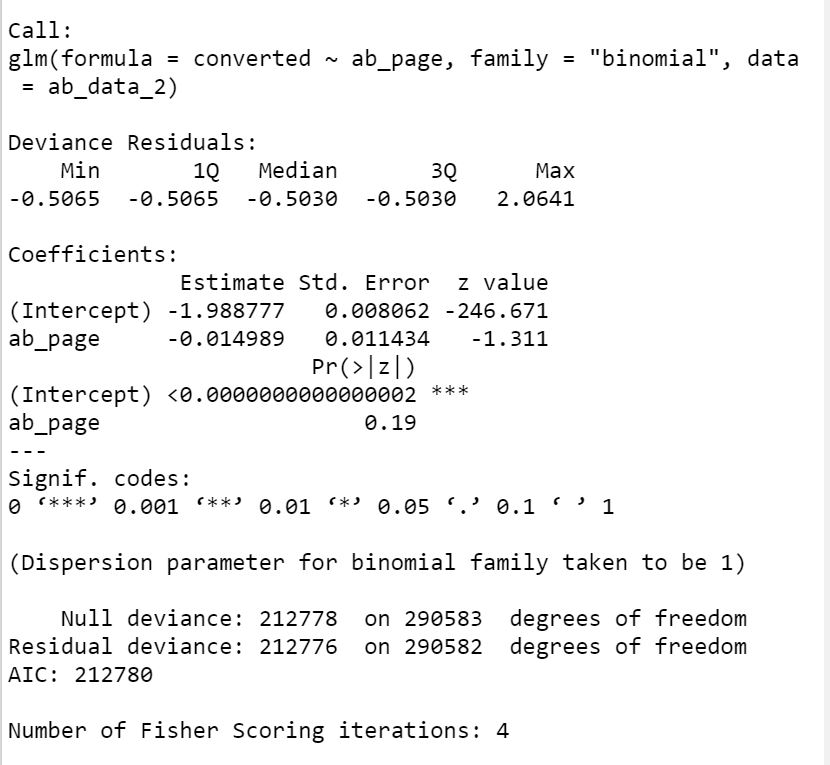 Call:
glm(formula = converted ~ ab_page, family = "binomial", data
 = ab_data_2)
Deviance Residuals:
    Min       1Q   Median       3Q      Max
-0.5065  -0.5065  -0.5030  -0.5030   2.0641
Coefficients:
             Estimate Std. Error  z value
(Intercept) -1.988777   0.008062 -246.671
ab_page     -0.014989   0.011434   -1.311
                       Pr(>|z|)
(Intercept) <0.0000000000000002 ***
ab_page                    0.19
---
Signif. codes:
0 ‘***’ 0.001 ‘**’ 0.01 ‘*’ 0.05 ‘.’ 0.1 ‘ ’ 1
(Dispersion parameter for binomial family taken to be 1)
    Null deviance: 212778  on 290583  degrees of freedom
Residual deviance: 212776  on 290582  degrees of freedom
AIC: 212780
Number of Fisher Scoring iterations: 4